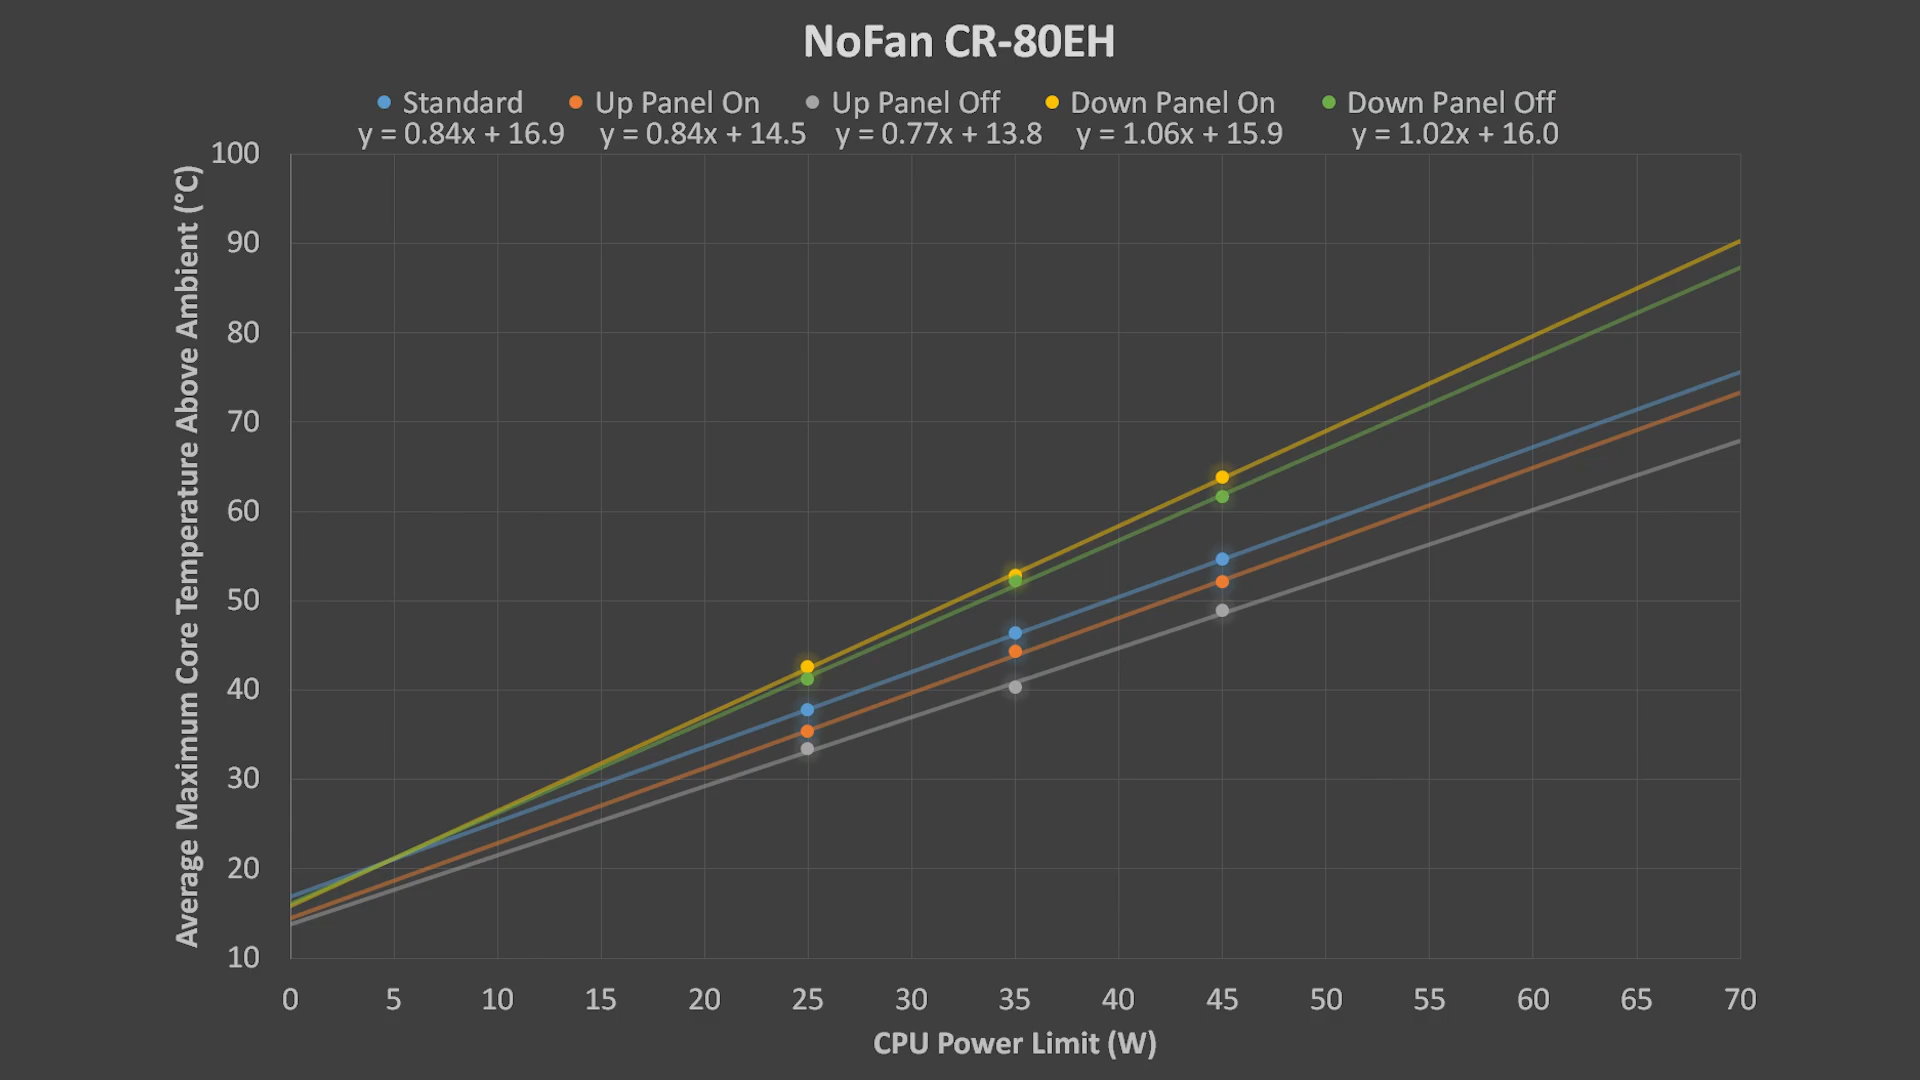 NoFan CR-80EH
Standard Up Panel On Up Panel Off Down Panel On Down Panel Off
y = 0.84x + 16.9 y = 0.84x + 14.5 y = 0.77x + 13.8 y = 1.06x + 15.9 y = 1.02x + 16.0
Average Maximum Core Temperature Above Ambient (°C)
100
90
80
70
60
50
40
30
20
10
0 5 10 15 20 25 30 35 40 45 50 55 60 65 70
CPU Power Limit (W)